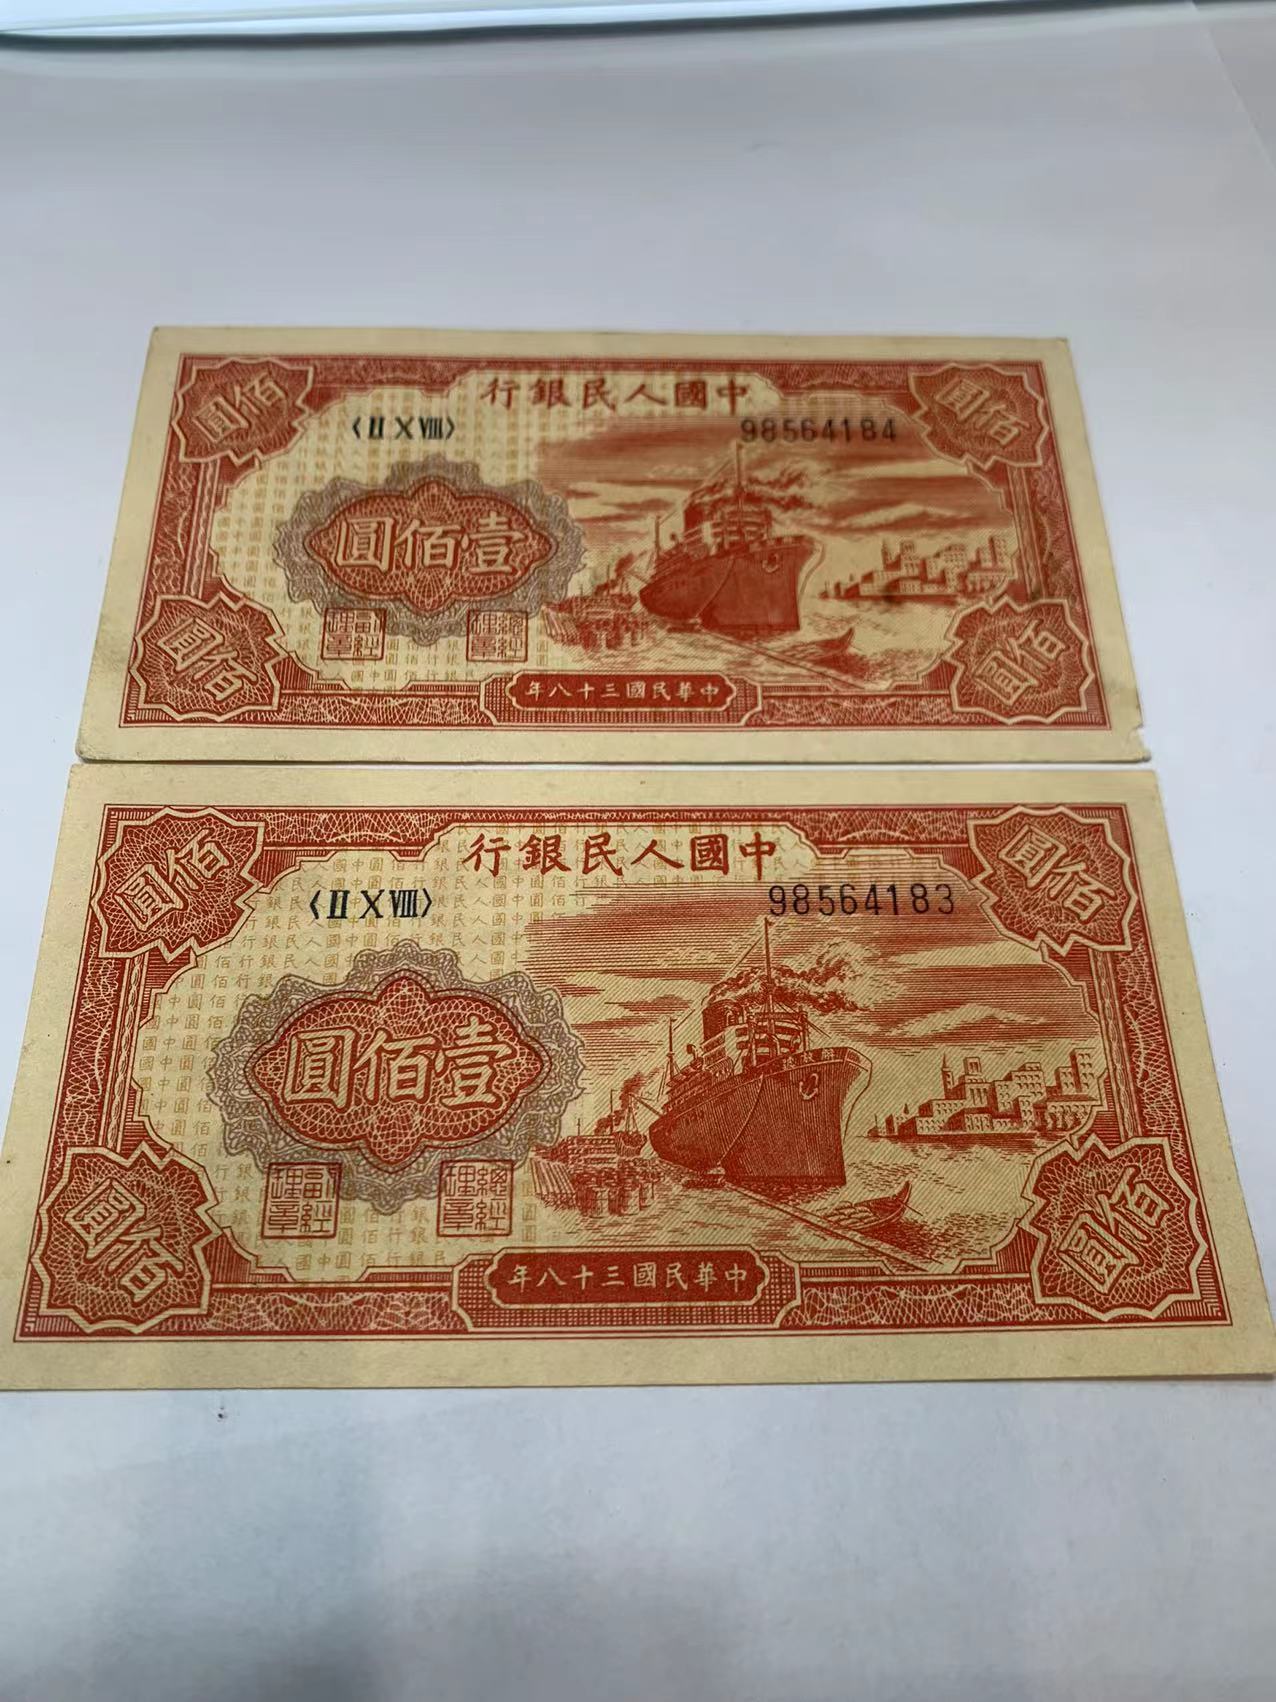 中國人民銀行
〈Ⅱ Ⅹ Ⅷ〉
98564184
佰圓
佰圓
壹佰圓
副經理章
總經理章
佰圓
佰圓
中華民國三十八年
中國人民銀行
〈Ⅱ Ⅹ Ⅷ〉
98564183
佰圓
佰圓
壹佰圓
副經理章
總經理章
佰圓
佰圓
中華民國三十八年